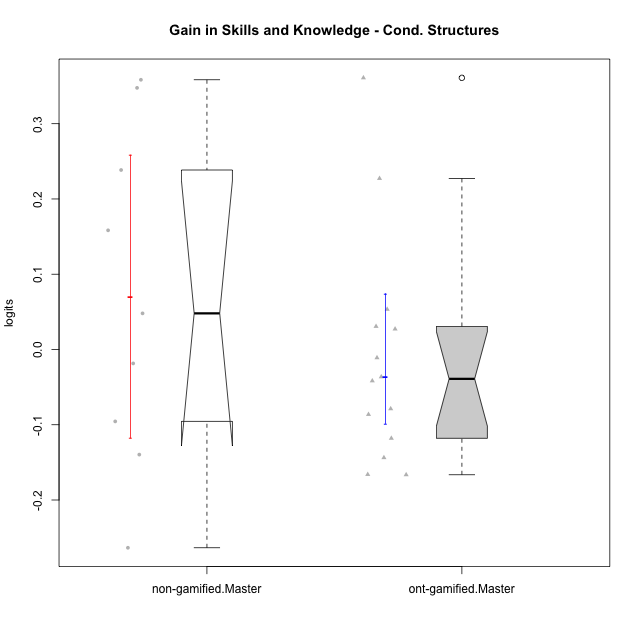 Gain in Skills and Knowledge - Cond. Structures
logits
0.3
0.2
0.1
0.0
-0.1
-0.2
non-gamified.Master
ont-gamified.Master